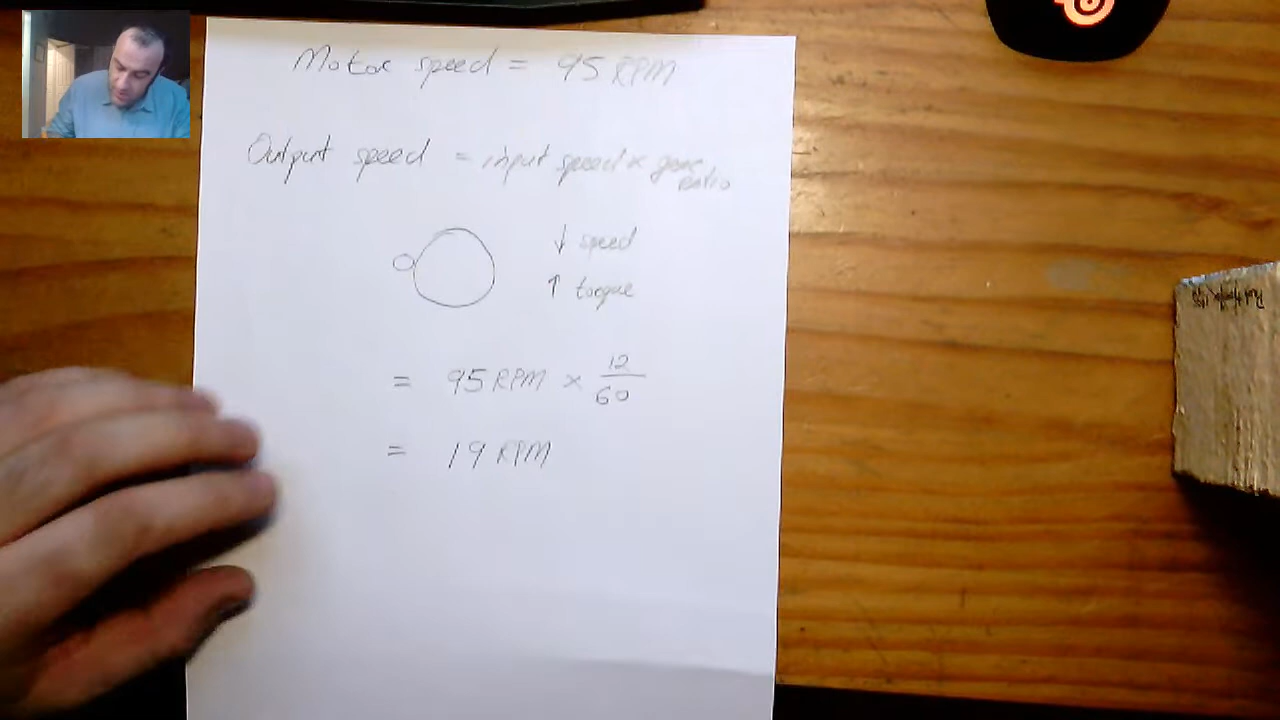 Motor speed = 95 RPM
Output speed = input speed × gear
ratio
↓ speed
↑ torque
= 95 RPM × 12
60
= 19 RPM